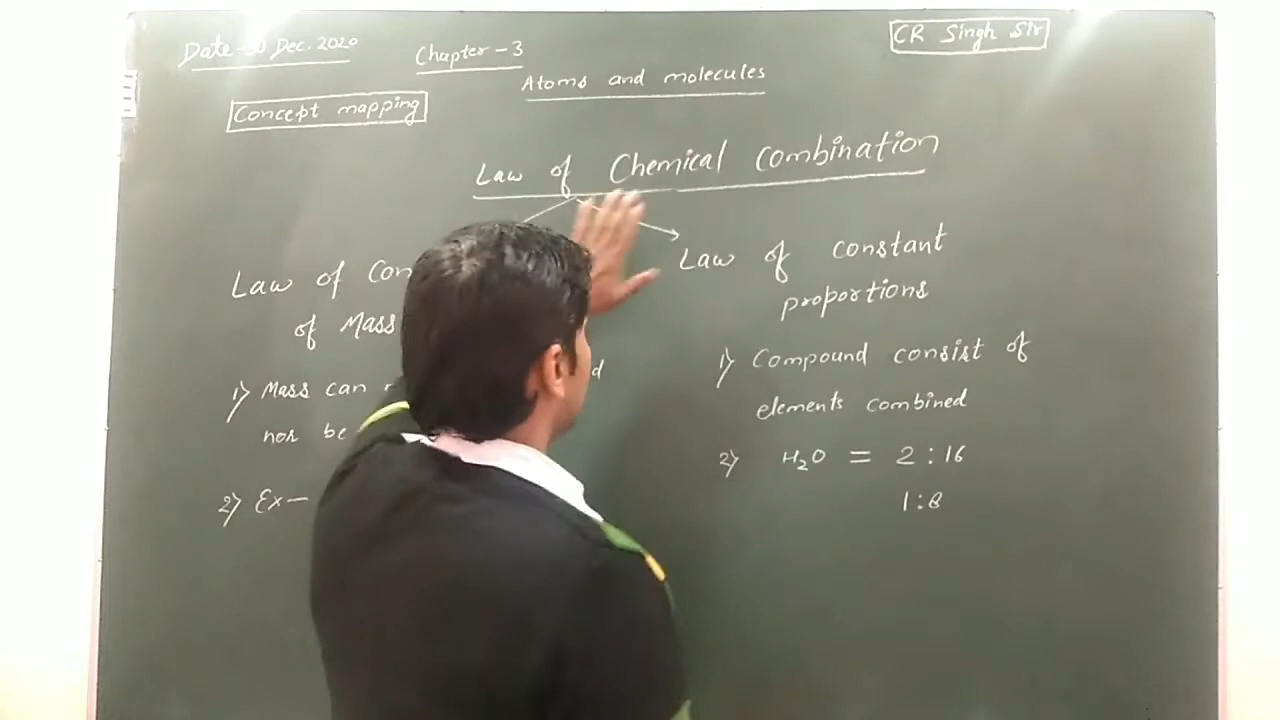 Date-30 Dec. 2020
Chapter-3
CR Singh Sir
Atoms and molecules
Concept mapping
Law of Chemical Combination
Law of
of Mass
1) Mass can
nor be
2) Ex-
Law of constant
proportions
1) Compound consist of
elements combined
2) H₂O = 2:16
1:8